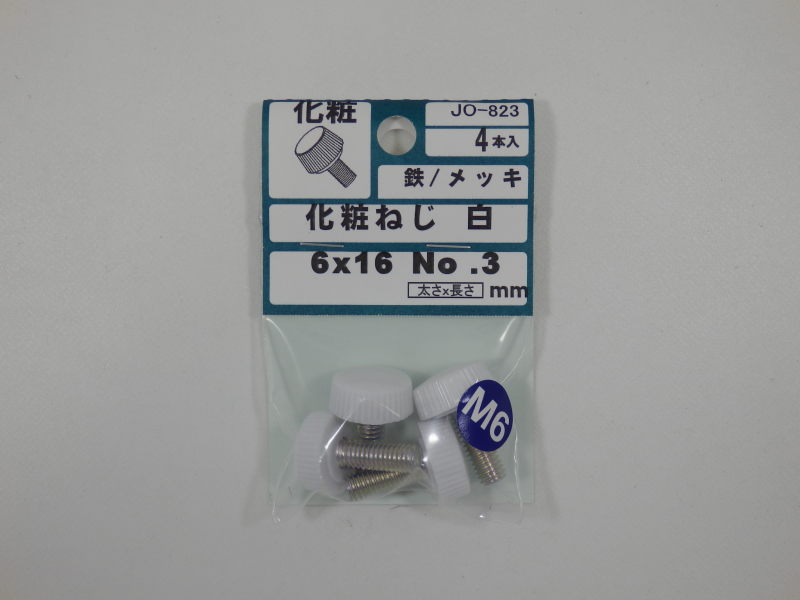 化粧
JO-823
4本入
鉄/メッキ
化粧ねじ 白
6x16 No.3
太さx長さ mm
M6